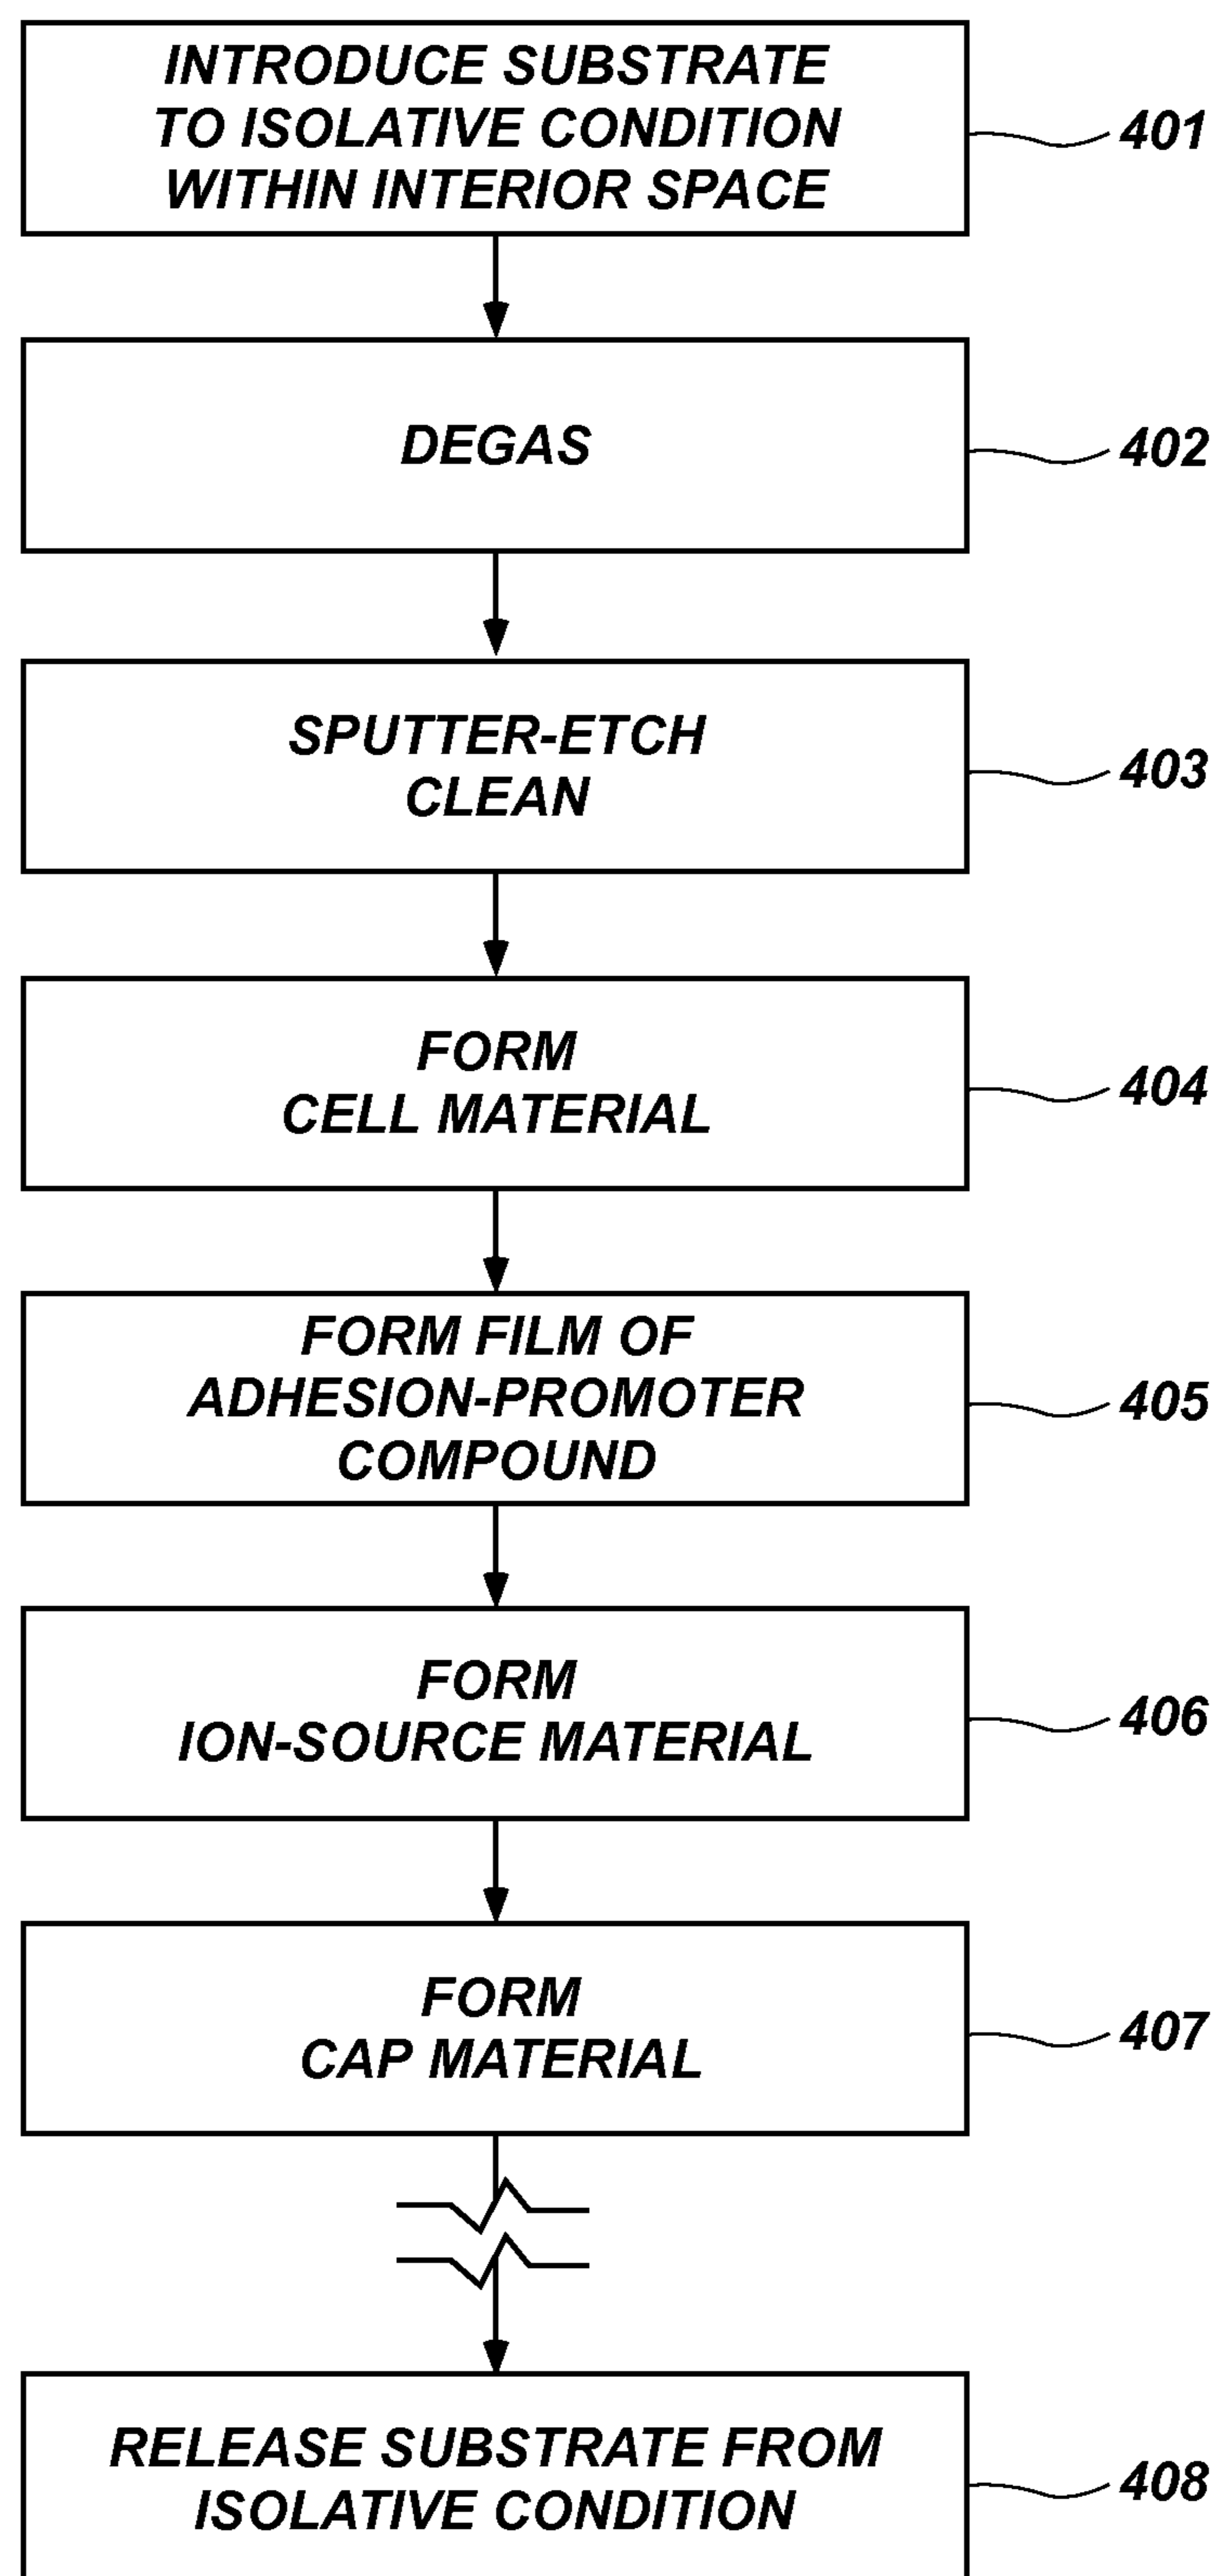 INTRODUCE SUBSTRATE
TO ISOLATIVE CONDITION
WITHIN INTERIOR SPACE
401
DEGAS
402
SPUTTER-ETCH
CLEAN
403
FORM
CELL MATERIAL
404
FORM FILM OF
ADHESION-PROMOTER
COMPOUND
405
FORM
ION-SOURCE MATERIAL
406
FORM
CAP MATERIAL
407
RELEASE SUBSTRATE FROM
ISOLATIVE CONDITION
408